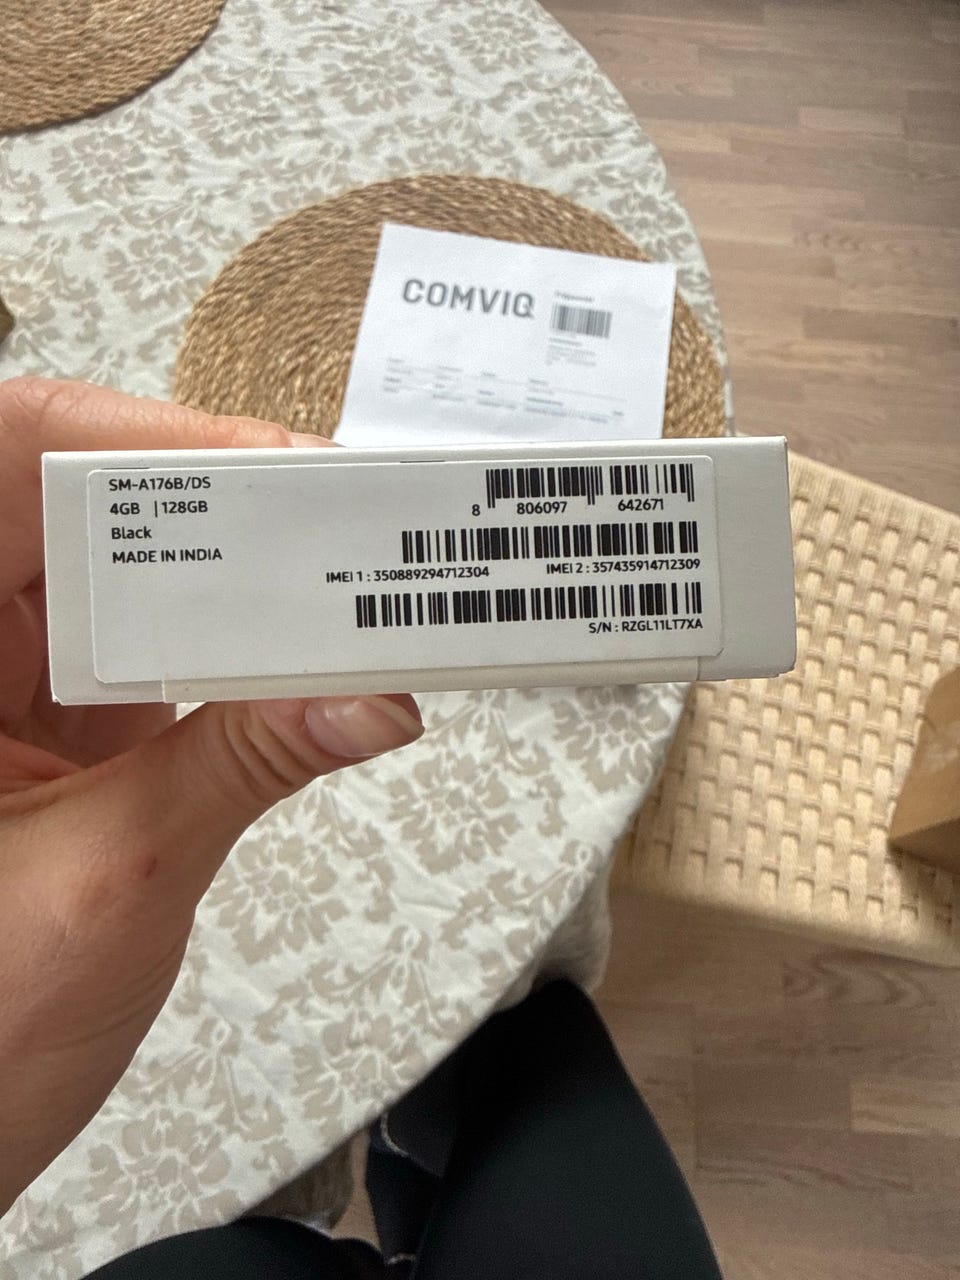 COMVIQ
SM-A176B/DS
4GB | 128GB
Black
MADE IN INDIA
8 806097 642671
IMEI 1 : 350889294712304 IMEI 2 : 357435914712309
S/N : RZGL11LT7XA